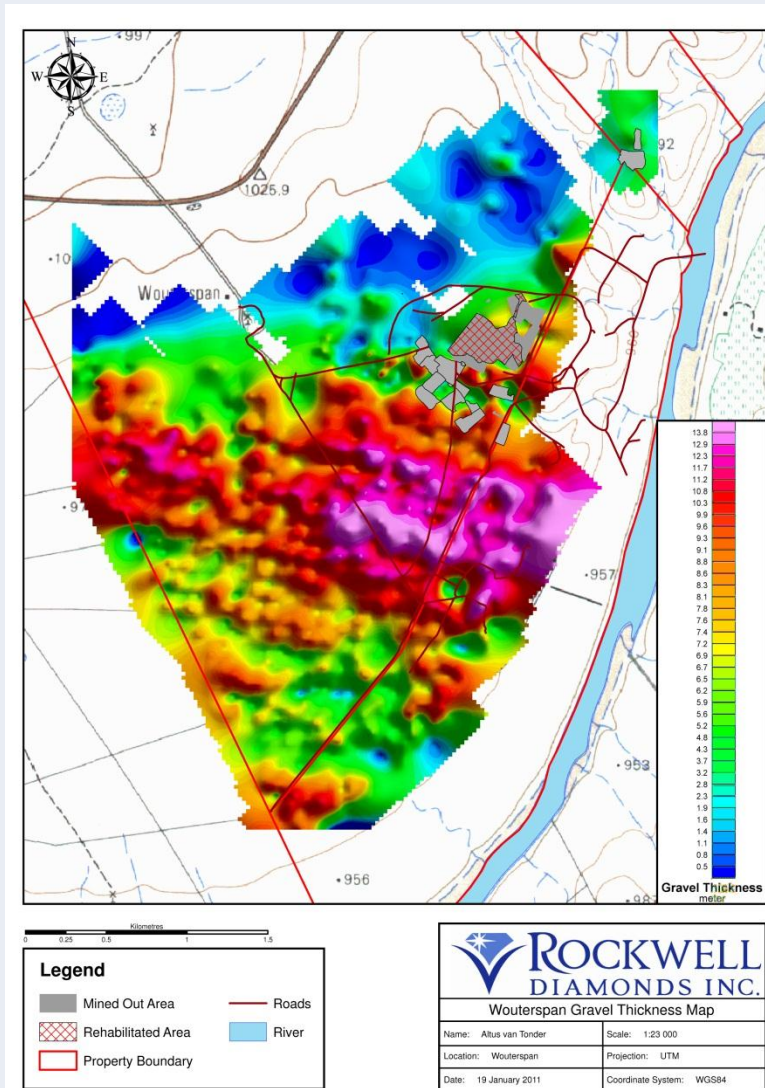 997
N
W E
S
1025.9
92
10
Wouterspan
97
957
953
956
987
13.8
12.9
12.3
11.7
11.2
10.8
10.3
9.9
9.6
9.3
9.1
8.8
8.6
8.3
8.1
7.8
7.6
7.4
7.2
6.9
6.7
6.5
6.2
5.9
5.6
5.2
4.8
4.3
3.7
3.2
2.8
2.3
1.9
1.6
1.4
1.1
0.8
0.5
Gravel Thickness
meter
Kilometres
0 0.25 0.5 1 1.5
Legend
Mined Out Area
Roads
Rehabilitated Area
River
Property Boundary
ROCKWELL
DIAMONDS INC.
Wouterspan Gravel Thickness Map
Name: Altus van Tonder
Scale: 1:23 000
Location: Wouterspan
Projection: UTM
Date: 19 January 2011
Coordinate System: WGS84